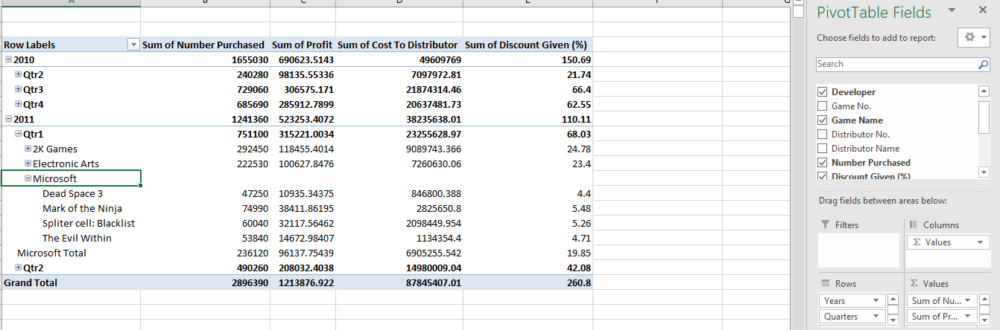 A B C D E F G
PivotTable Fields
Choose fields to add to report:
Search
Row Labels Sum of Number Purchased Sum of Profit Sum of Cost To Distributor Sum of Discount Given (%)
2010 1655030 690623.5143 49609769 150.69
Qtr2 240280 98135.55336 7097972.81 21.74
Qtr3 729060 306575.171 21874314.46 66.4
Qtr4 685690 285912.7899 20637481.73 62.55
2011 1241360 523253.4072 38235638.01 110.11
Qtr1 751100 315221.0034 23255628.97 68.03
2K Games 292450 118455.4014 9089743.366 24.78
Electronic Arts 222530 100627.8476 7260630.06 23.4
Microsoft
Dead Space 3 47250 10935.34375 846800.388 4.4
Mark of the Ninja 74990 38411.86195 2825650.8 5.48
Spliter cell: Blacklist 60040 32117.56462 2098449.954 5.26
The Evil Within 53840 14672.98407 1134354.4 4.71
Microsoft Total 236120 96137.75439 6905255.542 19.85
Qtr2 490260 208032.4038 14980009.04 42.08
Grand Total 2896390 1213876.922 87845407.01 260.8
Developer
Game No.
Game Name
Distributor No.
Distributor Name
Number Purchased
Discount Given (%)
Drag fields between areas below:
Filters
Columns
Σ Values
Rows
Years
Quarters
Σ Values
Sum of Nu...
Sum of Pr...